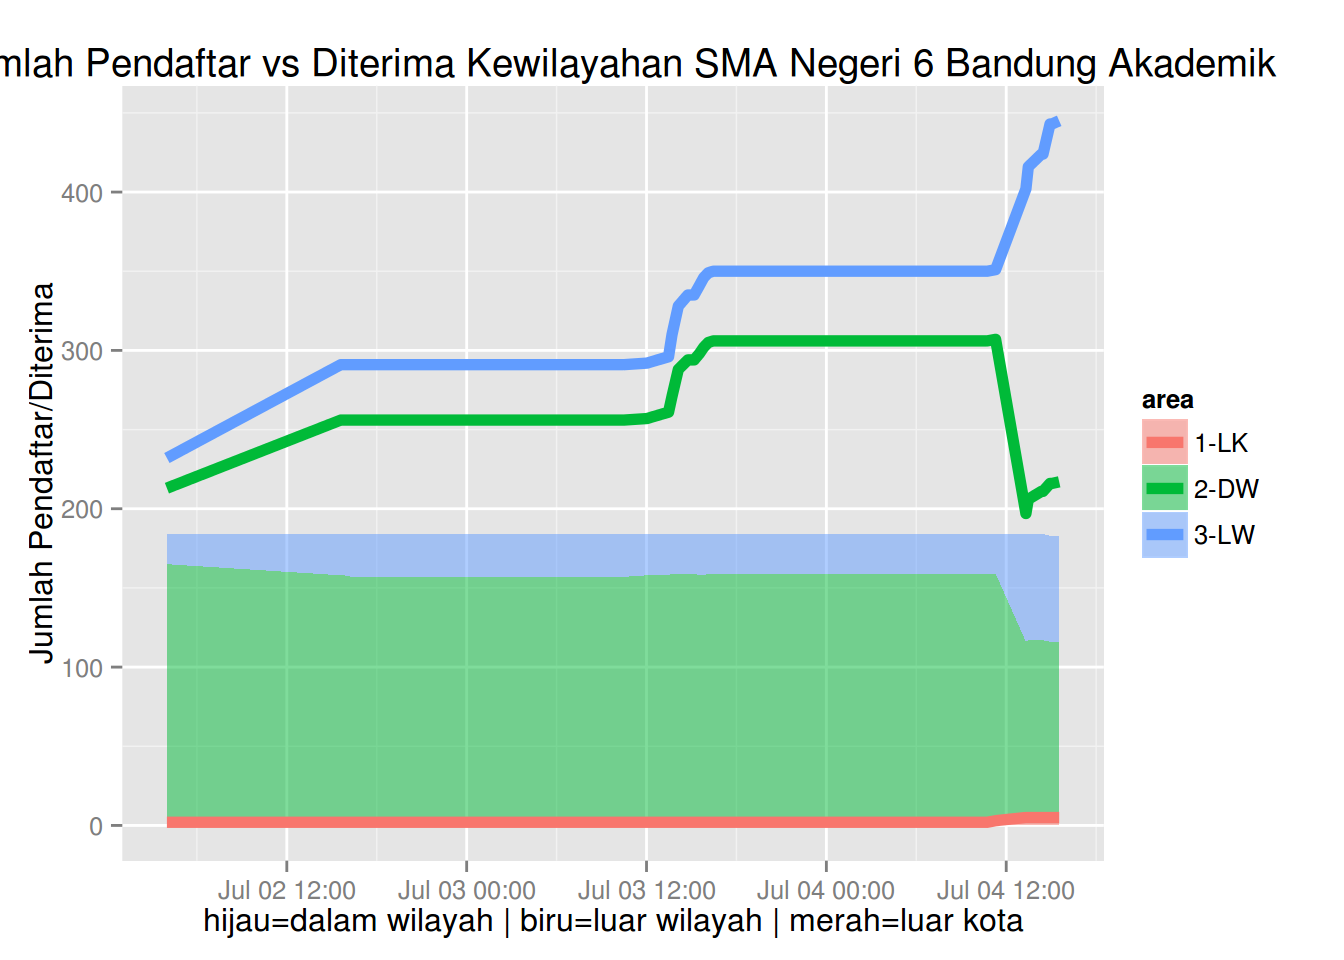 mlah Pendaftar vs Diterima Kewilayahan SMA Negeri 6 Bandung Akademik
Jumlah Pendaftar/Diterima
400
300
200
100
0
Jul 02 12:00
Jul 03 00:00
Jul 03 12:00
Jul 04 00:00
Jul 04 12:00
hijau=dalam wilayah | biru=luar wilayah | merah=luar kota
area
1-LK
2-DW
3-LW